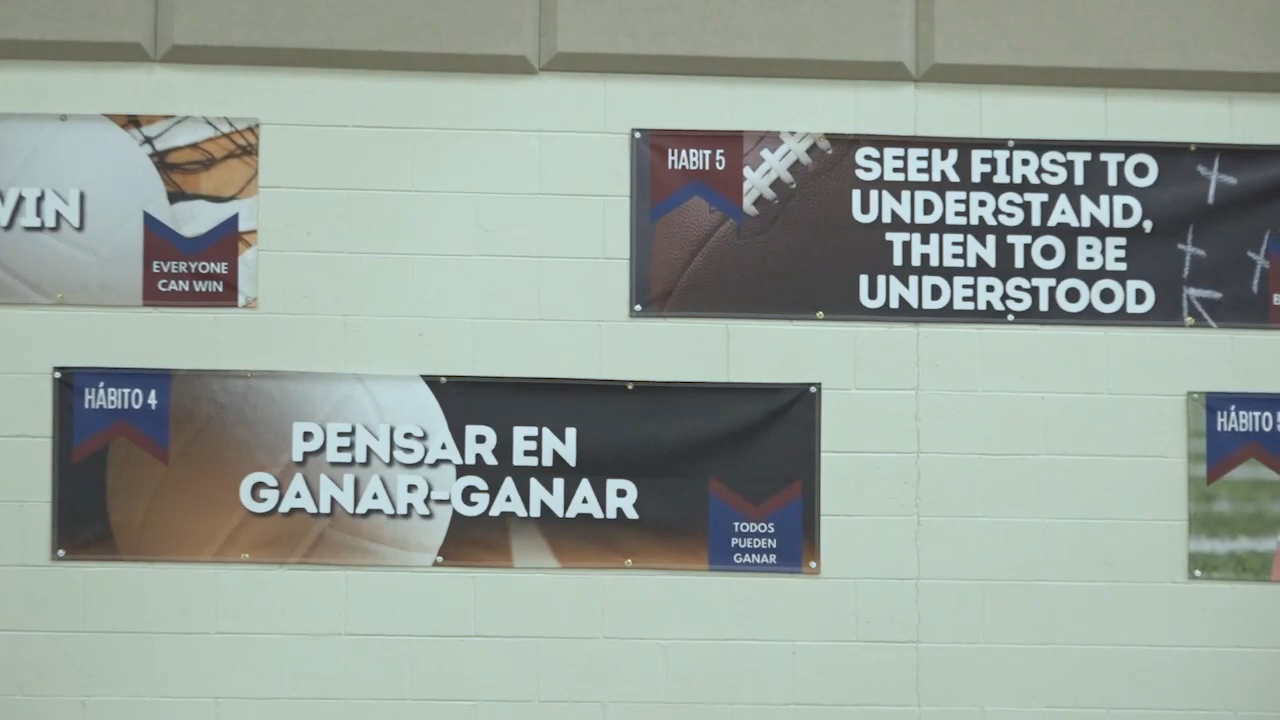 WIN
EVERYONE
CAN WIN
HABIT 5
SEEK FIRST TO
UNDERSTAND,
THEN TO BE
UNDERSTOOD
HÁBITO 4
PENSAR EN
GANAR-GANAR
TODOS
PUEDEN
GANAR
HÁBITO 5